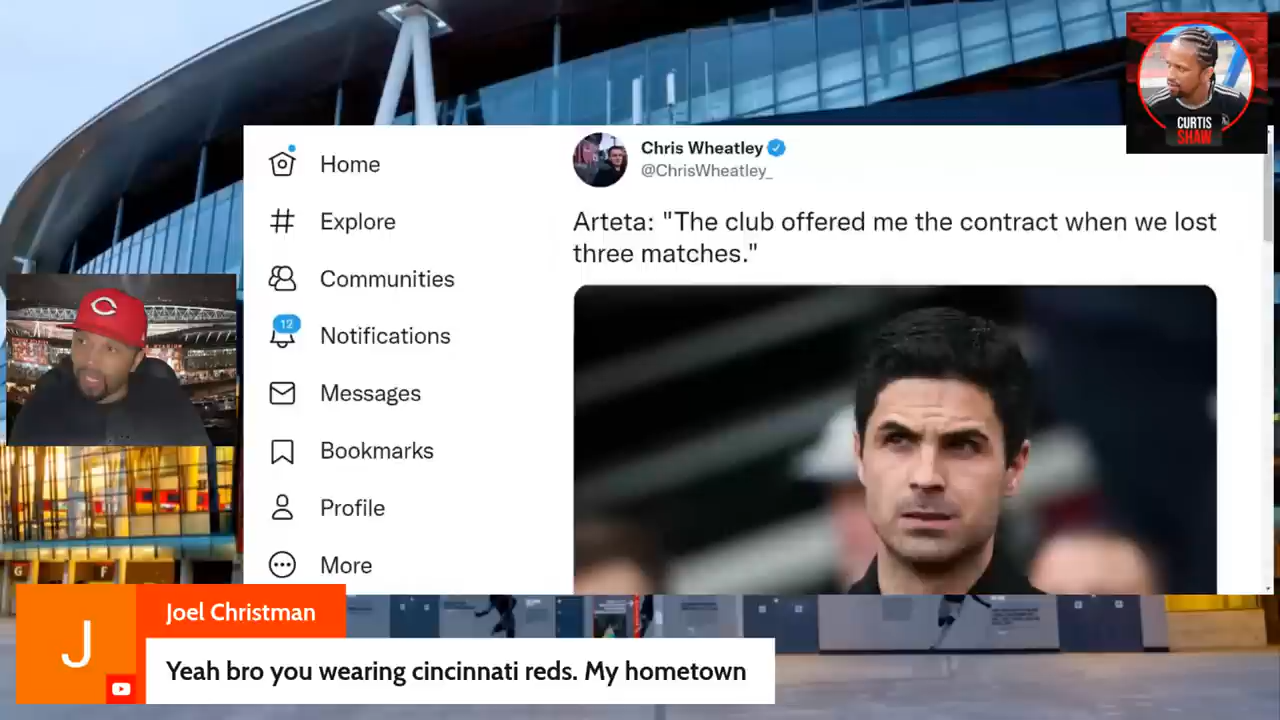 CURTIS
SHAW
Home
Explore
Communities
12
Notifications
Messages
Bookmarks
Profile
More
Chris Wheatley
@ChrisWheatley_
Arteta: "The club offered me the contract when we lost
three matches."
C
G
F
J
Joel Christman
Yeah bro you wearing cincinnati reds. My hometown